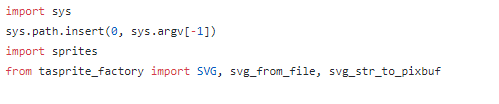 import sys
sys.path.insert(0, sys.argv[-1])
import sprites
from tasprite_factory import SVG, svg_from_file, svg_str_to_pixbuf